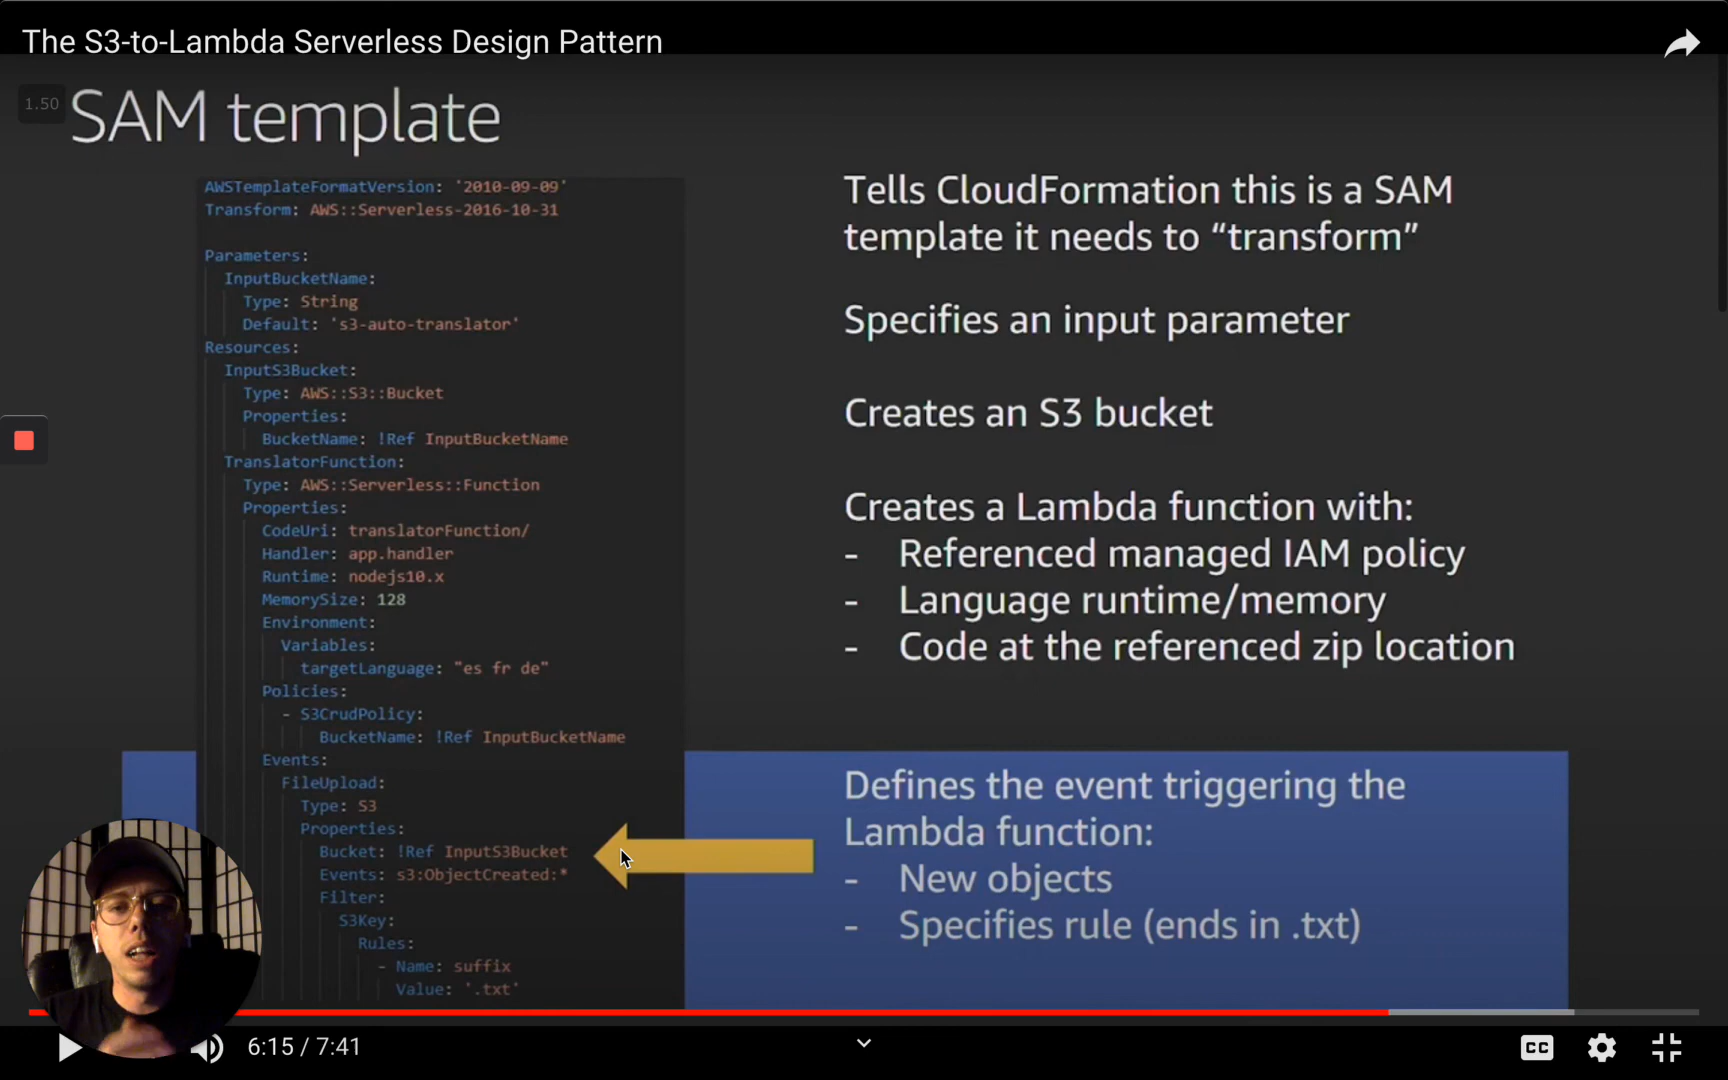 The S3-to-Lambda Serverless Design Pattern
1.50
SAM template
AWSTemplateFormatVersion: '2010-09-09'
Transform: AWS::Serverless-2016-10-31
Parameters:
InputBucketName:
Type: String
Default: 's3-auto-translator'
Resources:
InputS3Bucket:
Type: AWS::S3::Bucket
Properties:
BucketName: !Ref InputBucketName
TranslatorFunction:
Type: AWS::Serverless::Function
Properties:
CodeUri: translatorFunction/
Handler: app.handler
Runtime: nodejs10.x
MemorySize: 128
Environment:
Variables:
targetLanguage: "es fr de"
Policies:
- S3CrudPolicy:
BucketName: !Ref InputBucketName
Events:
FileUpload:
Type: S3
Properties:
Bucket: !Ref InputS3Bucket
Events: s3:ObjectCreated:*
Filter:
S3Key:
Rules:
- Name: suffix
Value: '.txt'
Tells CloudFormation this is a SAM
template it needs to “transform”
Specifies an input parameter
Creates an S3 bucket
Creates a Lambda function with:
- Referenced managed IAM policy
- Language runtime/memory
- Code at the referenced zip location
Defines the event triggering the
Lambda function:
- New objects
- Specifies rule (ends in .txt)
6:15 / 7:41
CC